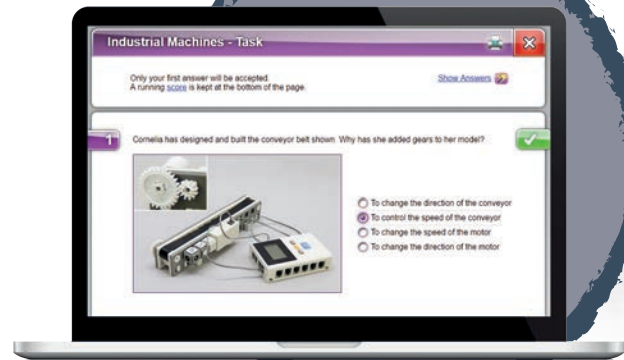 Industrial Machines - Task
Only your first answer will be accepted.
A running score is kept at the bottom of the page.
Show Answers
1
Cornelia has designed and built the conveyor belt shown. Why has she added gears to her model?
To change the direction of the conveyor
To control the speed of the conveyor
To change the speed of the motor
To change the direction of the motor